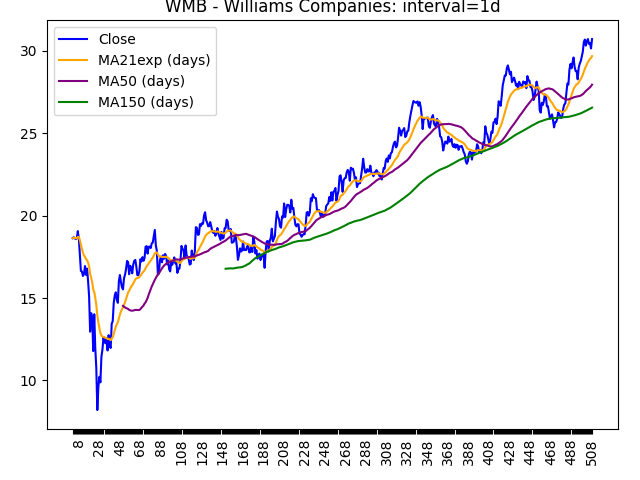 WMB - Williams Companies: interval=1d
Close
MA21exp (days)
MA50 (days)
MA150 (days)
30
25
20
15
10
8 28 48 68 88 108 128 148 168 188 208 228 248 268 288 308 328 348 368 388 408 428 448 468 488 508